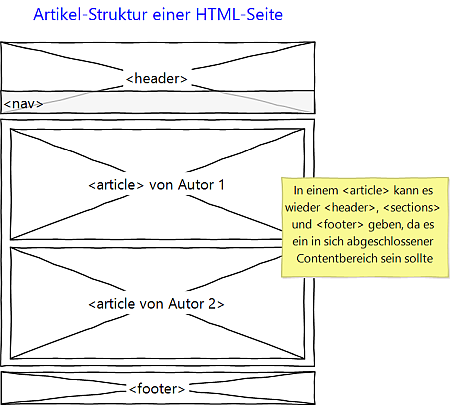 Artikel-Struktur einer HTML-Seite
<header>
<nav>
<article> von Autor 1
In einem <article> kann es
wieder <header>, <sections>
und <footer> geben, da es
ein in sich abgeschlossener
Contentbereich sein sollte
<article von Autor 2>
<footer>